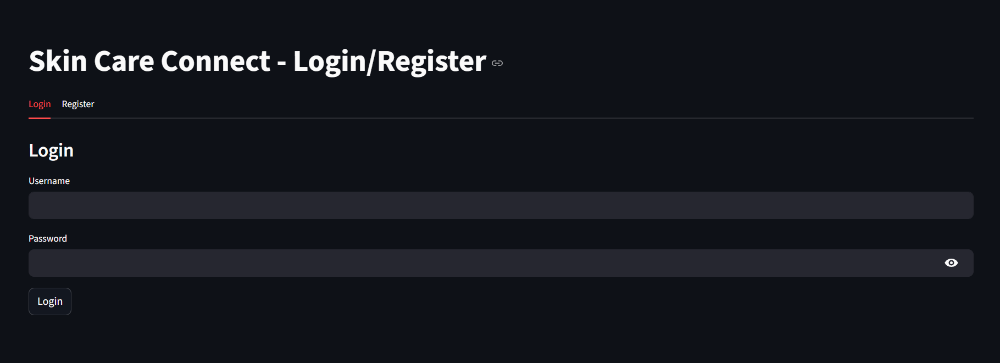 Skin Care Connect - Login/Register
Login Register
Login
Username
Password
Login